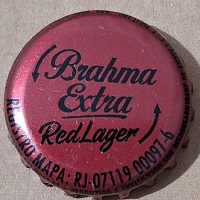 Brahma
Extra
Red Lager
REGISTRO MAPA: RJ-07119 00097-6